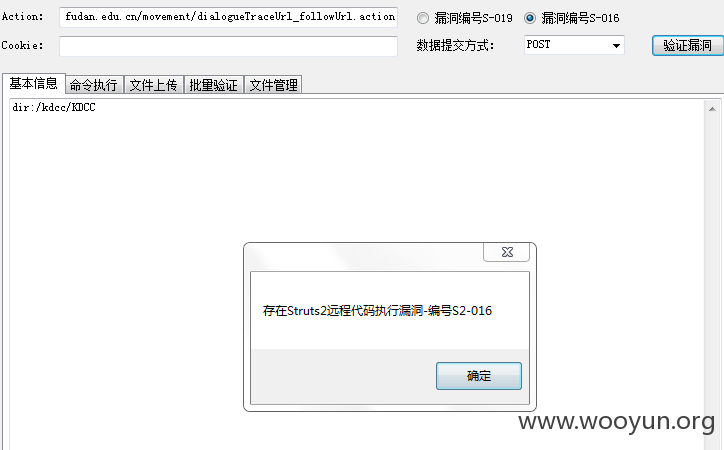 Action: fudan.edu.cn/movement/dialogueTraceUrl_followUrl.action 漏洞编号S-019 漏洞编号S-016
Cookie: 数据提交方式: POST 验证漏洞
基本信息 命令执行 文件上传 批量验证 文件管理
dir:/kdcc/KDCC
存在Struts2远程代码执行漏洞-编号S2-016
确定
www.wooyun.org